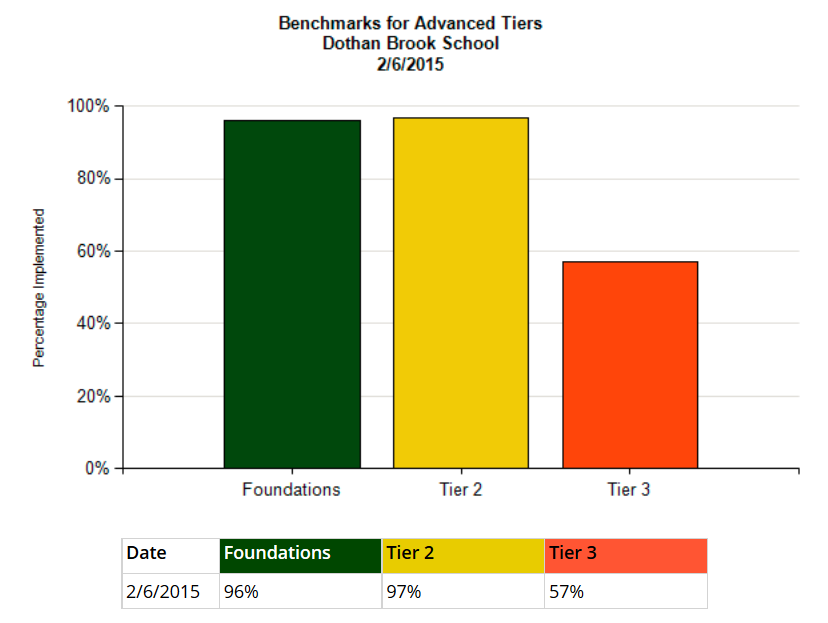 Benchmarks for Advanced Tiers
Dothan Brook School
2/6/2015
Percentage Implemented
100%
80%
60%
40%
20%
0%
Foundations Tier 2 Tier 3
Date Foundations Tier 2 Tier 3
2/6/2015 96% 97% 57%